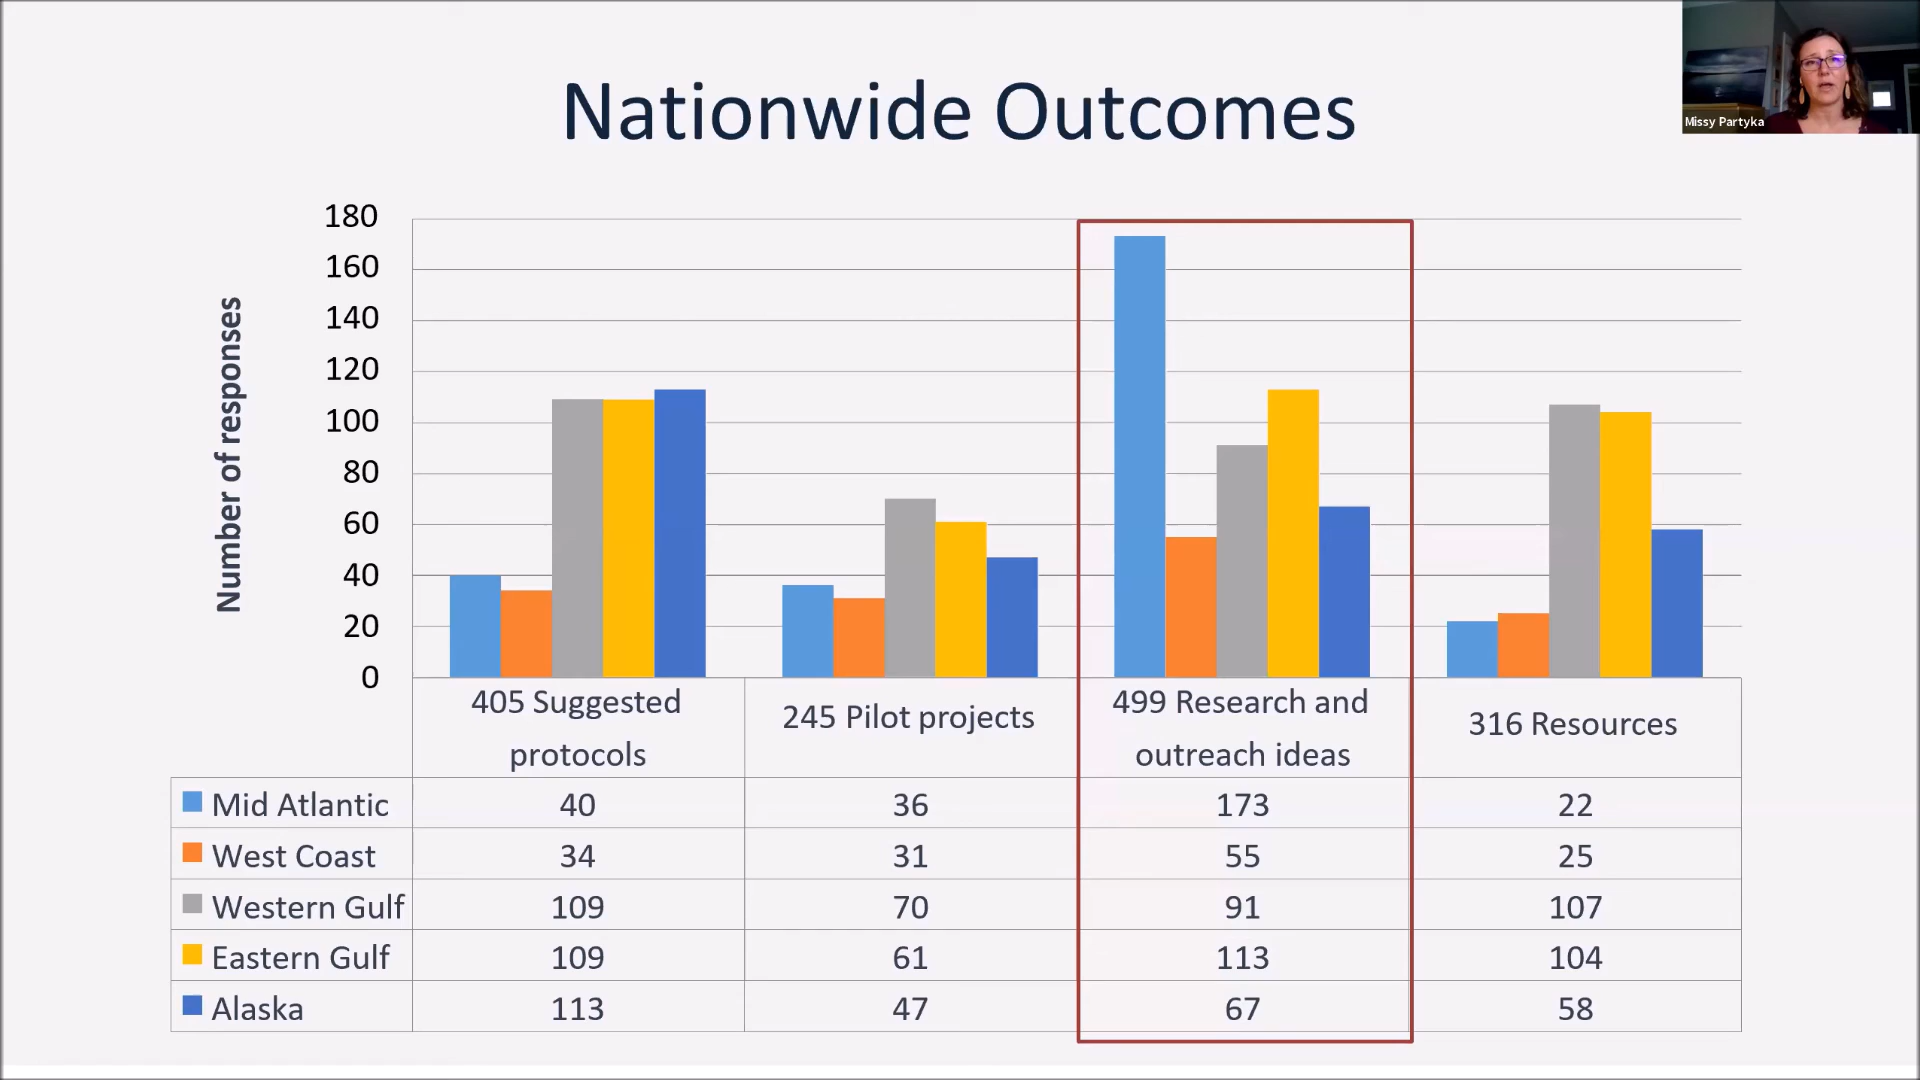 Nationwide Outcomes
Missy Partyka
Number of responses
180
160
140
120
100
80
60
40
20
0
405 Suggested protocols
245 Pilot projects
499 Research and outreach ideas
316 Resources
Mid Atlantic 40 36 173 22
West Coast 34 31 55 25
Western Gulf 109 70 91 107
Eastern Gulf 109 61 113 104
Alaska 113 47 67 58